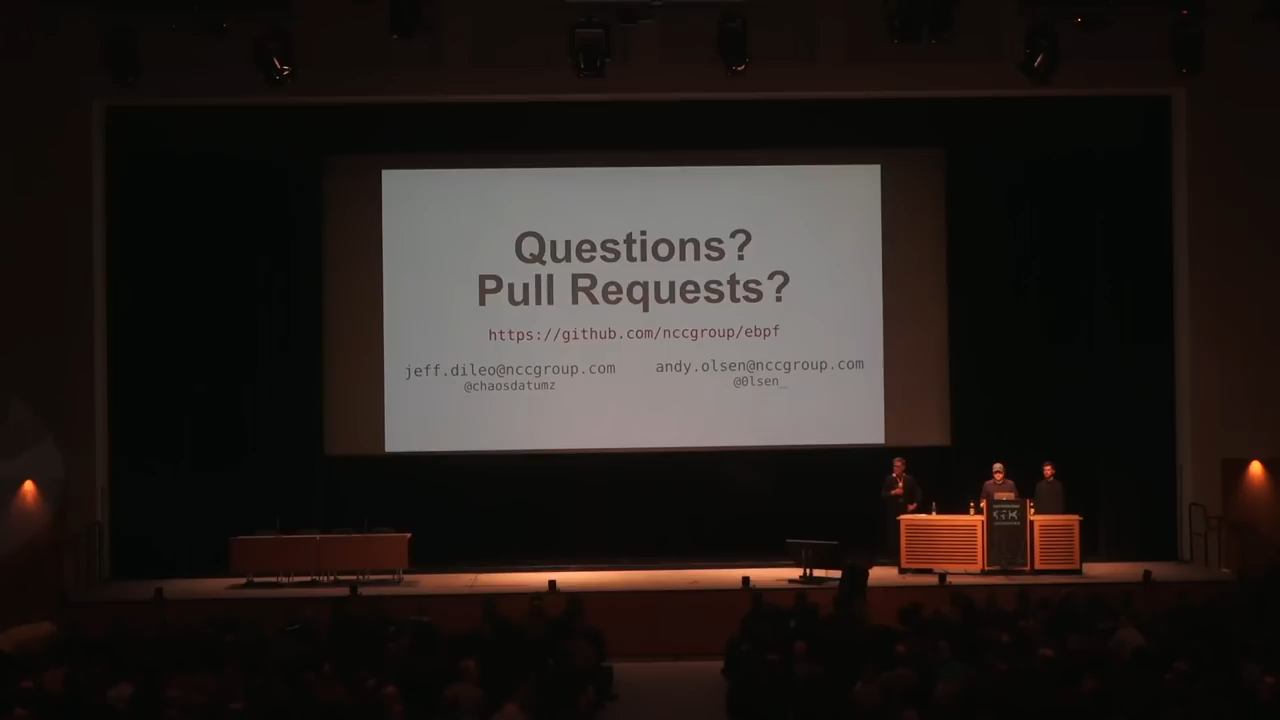 Questions?
Pull Requests?
https://github.com/nccgroup/ebpf
jeff.dileo@nccgroup.com
@chaosdatumz
andy.olsen@nccgroup.com
@0lsen_